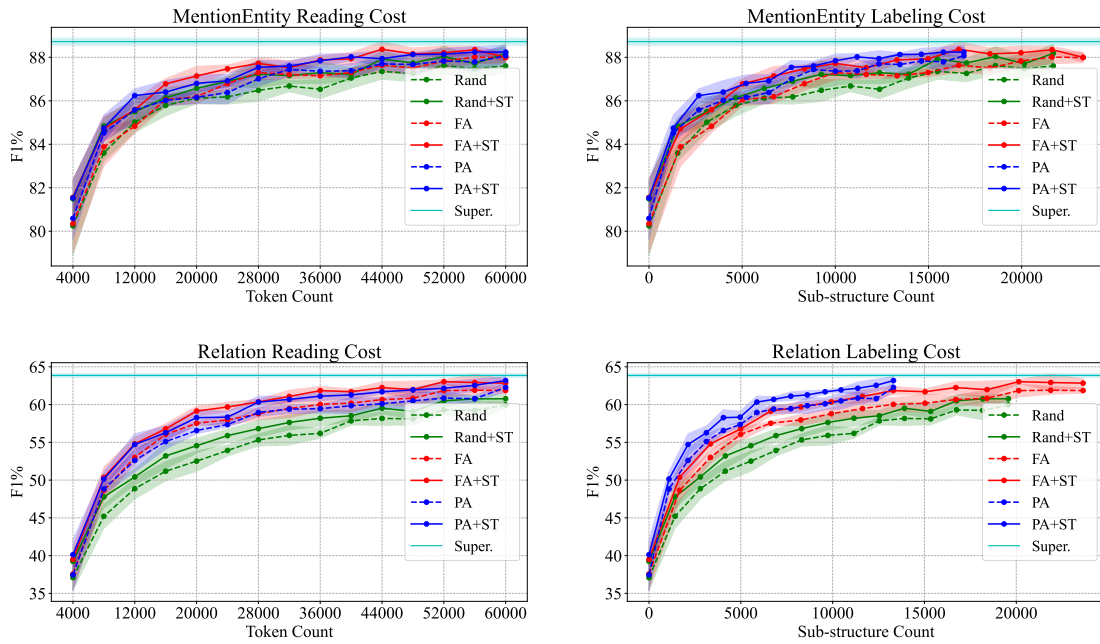 MentionEntity Reading Cost
F1%
88
86
84
82
80
4000 12000 20000 28000 36000 44000 52000 60000
Token Count
Rand
Rand+ST
FA
FA+ST
PA
PA+ST
Super.
MentionEntity Labeling Cost
F1%
88
86
84
82
80
0 5000 10000 15000 20000
Sub-structure Count
Rand
Rand+ST
FA
FA+ST
PA
PA+ST
Super.
Relation Reading Cost
F1%
65
60
55
50
45
40
35
4000 12000 20000 28000 36000 44000 52000 60000
Token Count
Rand
Rand+ST
FA
FA+ST
PA
PA+ST
Super.
Relation Labeling Cost
F1%
65
60
55
50
45
40
35
0 5000 10000 15000 20000
Sub-structure Count
Rand
Rand+ST
FA
FA+ST
PA
PA+ST
Super.